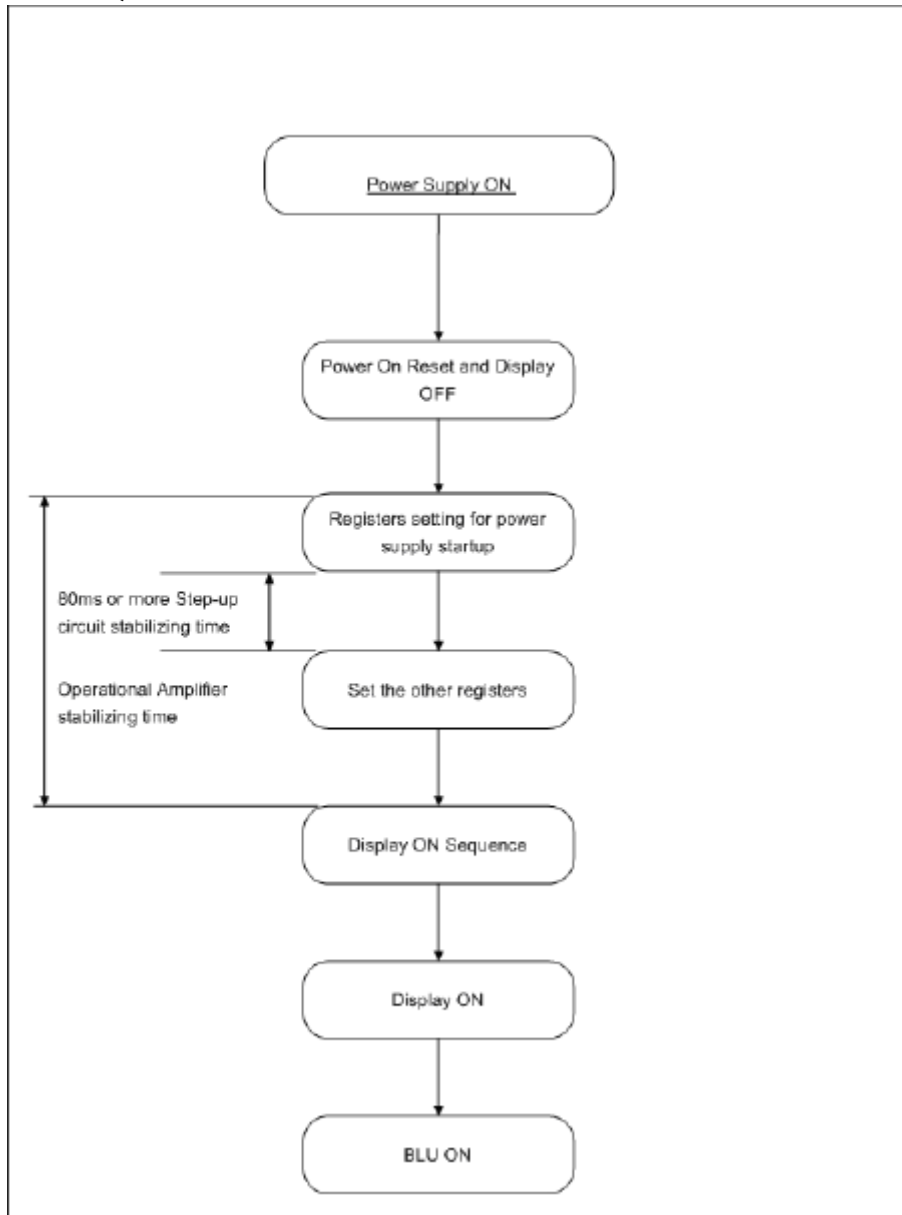 Power Supply ON.
Power On Reset and Display
OFF
Registers setting for power
supply startup
80ms or more Step-up
circuit stabilizing time
Operational Amplifier
stabilizing time
Set the other registers
Display ON Sequence
Display ON
BLU ON